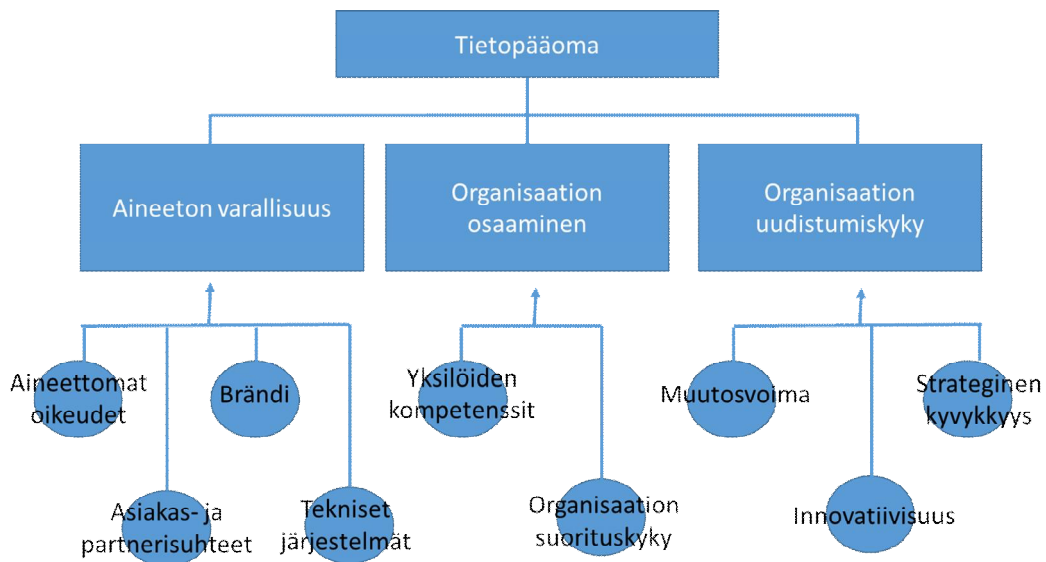 Tietopääoma
Aineeton varallisuus
Organisaation
osaaminen
Organisaation
uudistumiskyky
Aineettomat
oikeudet
Brändi
Yksilöiden
kompetenssit
Muutosvoima
Strateginen
kyvykkyys
Asiakas- ja
partnerisuhteet
Tekniset
järjestelmät
Organisaation
suorituskyky
Innovatiivisuus